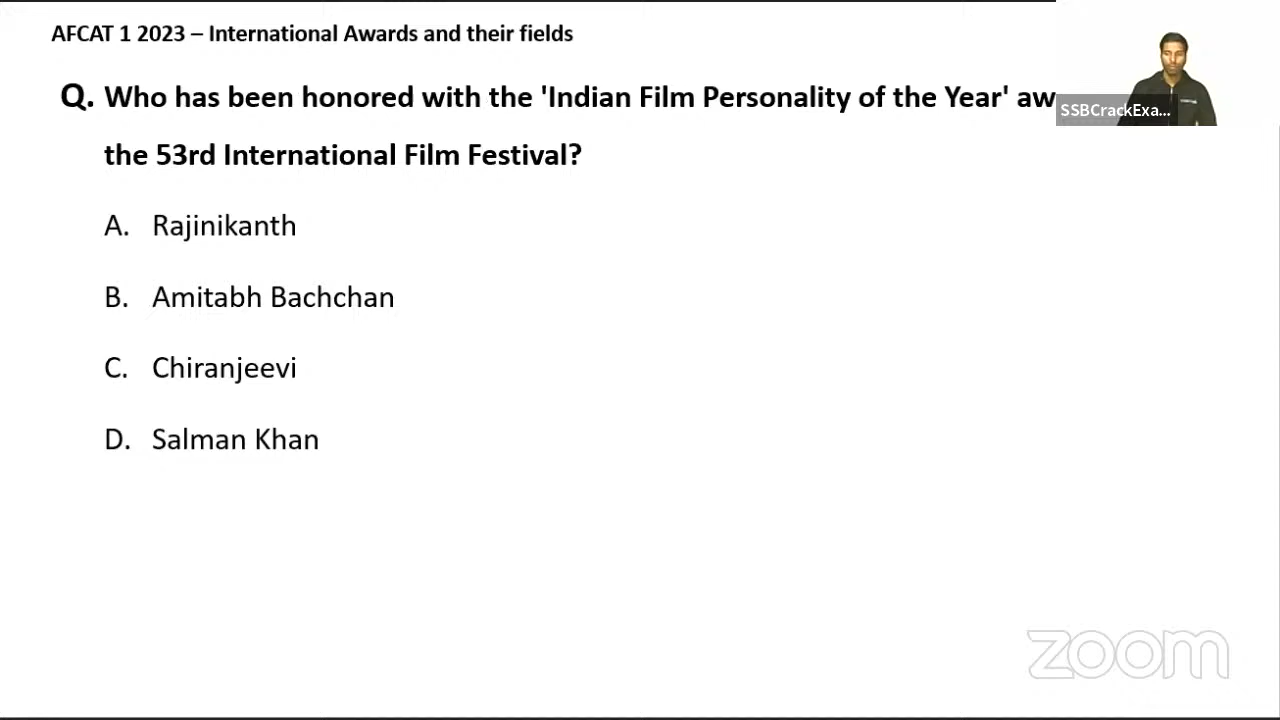 AFCAT 1 2023 – International Awards and their fields
Q. Who has been honored with the 'Indian Film Personality of the Year' aw
SSBCrackExa...
the 53rd International Film Festival?
A. Rajinikanth
B. Amitabh Bachchan
C. Chiranjeevi
D. Salman Khan
zoom